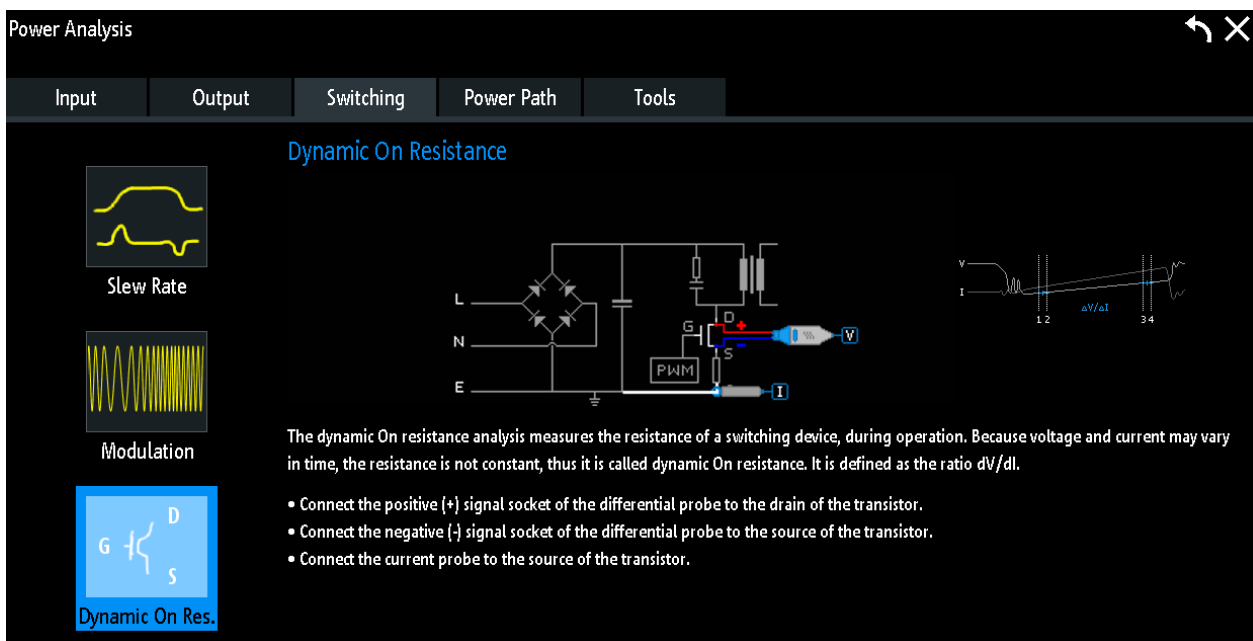 Power Analysis
Input Output Switching Power Path Tools
Dynamic On Resistance
Slew Rate
Modulation
G D S
Dynamic On Res.
L
N
E
G D + - S
PWM
V
I
V
I
ΔV/ΔI
1 2 3 4
The dynamic On resistance analysis measures the resistance of a switching device, during operation. Because voltage and current may vary
in time, the resistance is not constant, thus it is called dynamic On resistance. It is defined as the ratio dV/dI.
• Connect the positive (+) signal socket of the differential probe to the drain of the transistor.
• Connect the negative (-) signal socket of the differential probe to the source of the transistor.
• Connect the current probe to the source of the transistor.